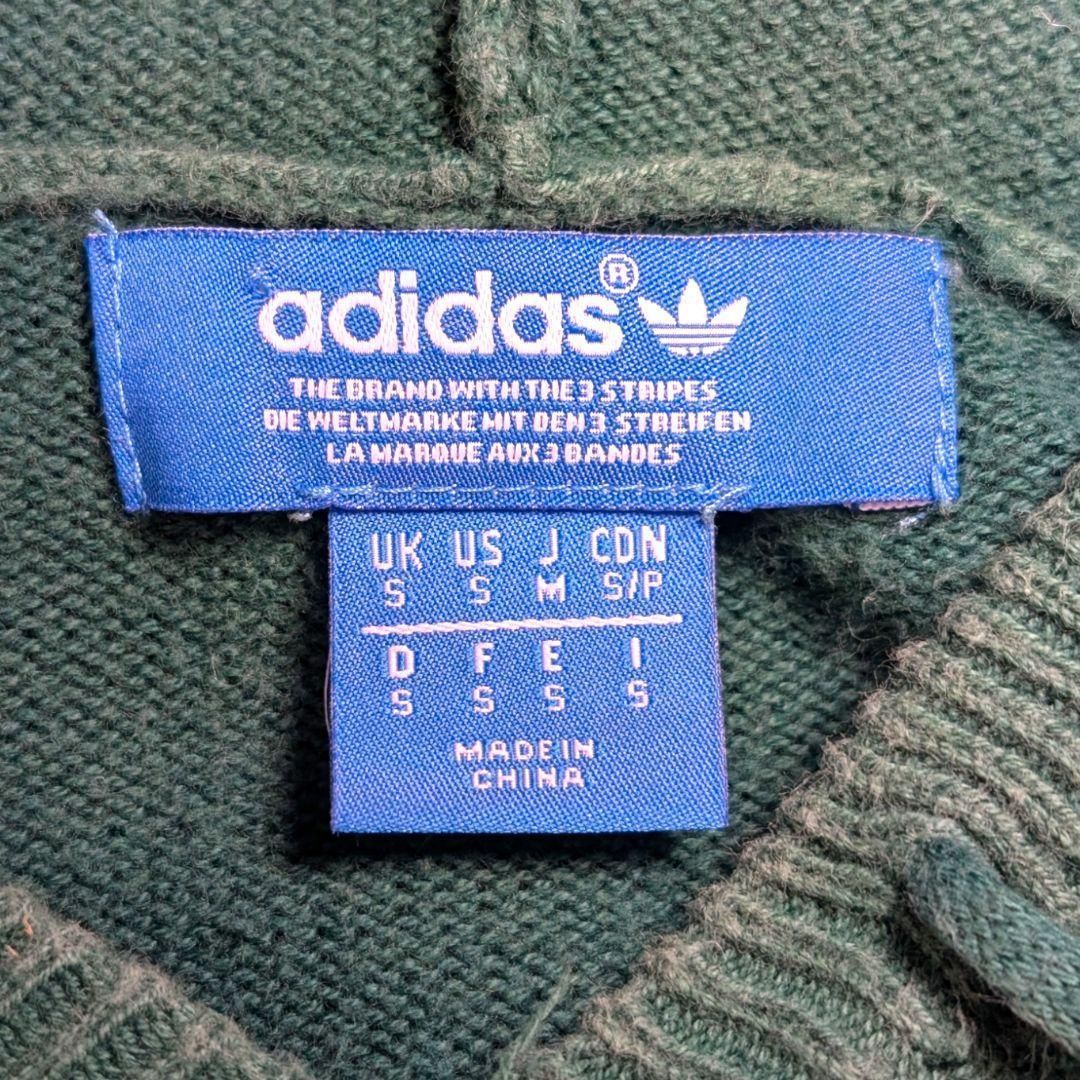 adidas®
THE BRAND WITH THE 3 STRIPES
DIE WELTMARKE MIT DEN 3 STREIFEN
LA MARQUE AUX 3 BANDES
UK US J CDN
S S M S/P
D F E I
S S S S
MADE IN
CHINA